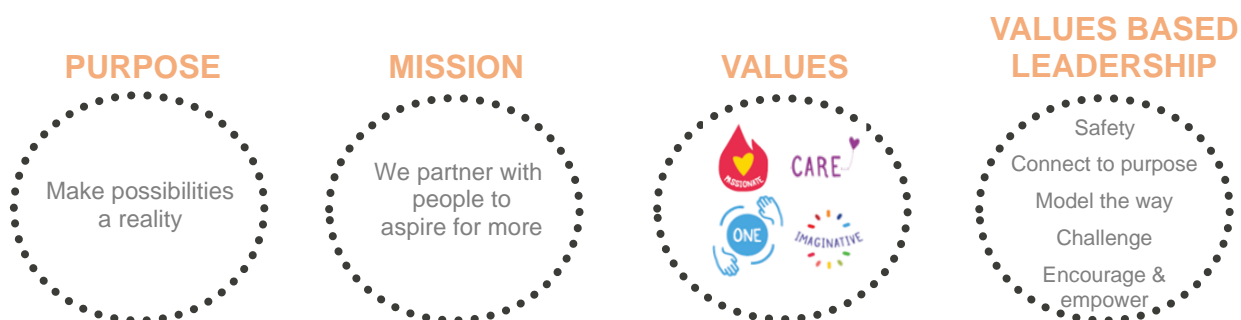 PURPOSE
Make possibilities
a reality
MISSION
We partner with
people to
aspire for more
VALUES
PASSIONATE
CARE
ONE
IMAGINATIVE
VALUES BASED
LEADERSHIP
Safety
Connect to purpose
Model the way
Challenge
Encourage &
empower